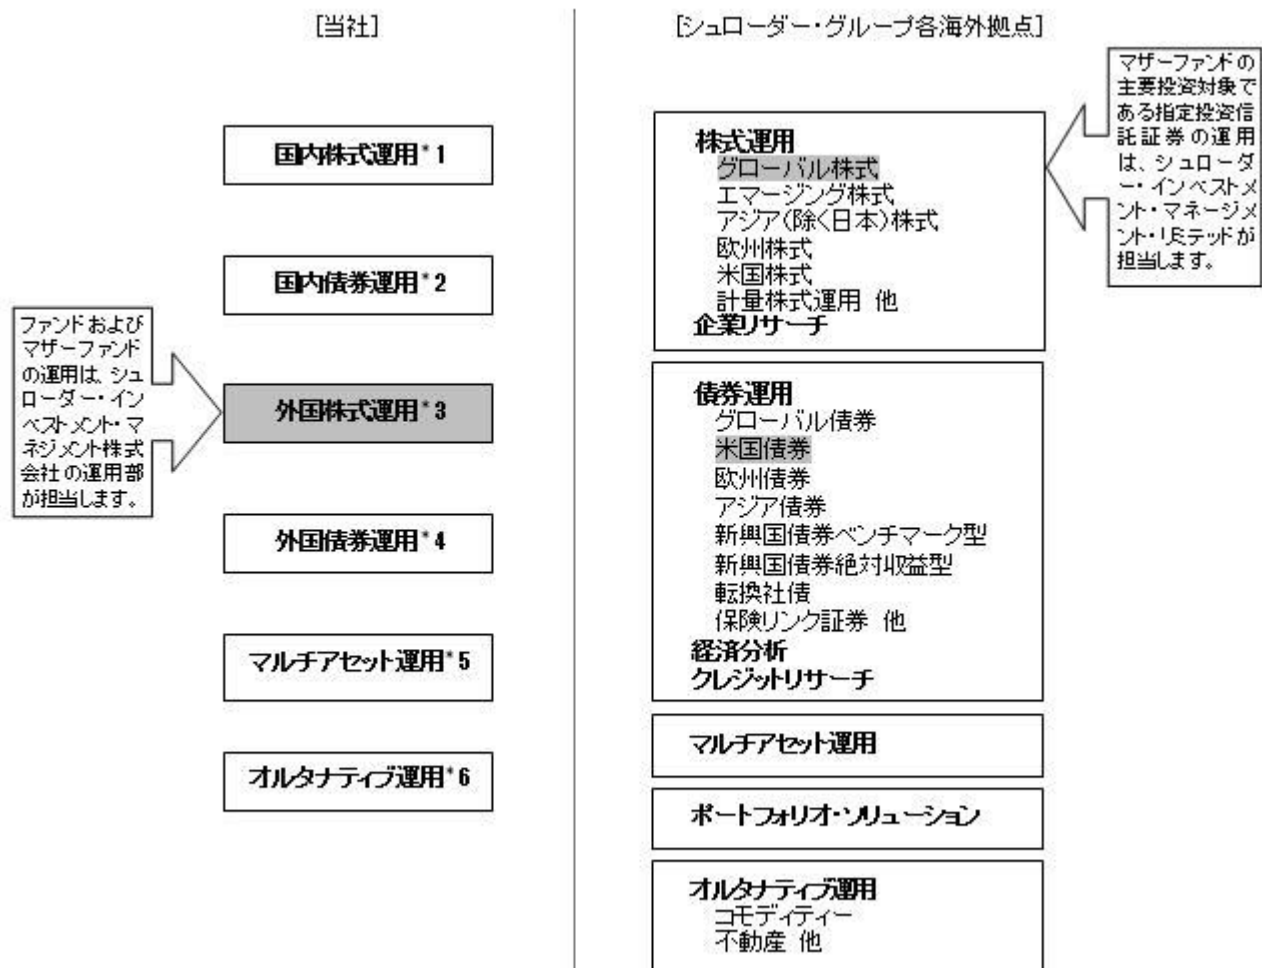 [当社]
国内株式運用*1
国内債券運用*2
ファンドおよび
マザーファンド
の運用は、シュ
ローダー・イン
ベストメント・マ
ネジメント株式
会社の運用部
が担当します。
外国株式運用*3
外国債券運用*4
マルチアセット運用*5
オルタナティブ運用*6
[シュローダー・グループ各海外拠点]
株式運用
グローバル株式
エマージング株式
アジア(除く日本)株式
欧州株式
米国株式
計量株式運用 他
企業リサーチ
マザーファンドの
主要投資対象で
ある指定投資信
託証券の運用
は、シュローダ
ー・インベストメ
ント・マネージメ
ント・リミテッドが
担当します。
債券運用
グローバル債券
米国債券
欧州債券
アジア債券
新興国債券ベンチマーク型
新興国債券絶対収益型
転換社債
保険リンク証券 他
経済分析
クレジットリサーチ
マルチアセット運用
ポートフォリオ・ソリューション
オルタナティブ運用
コモディティー
不動産 他